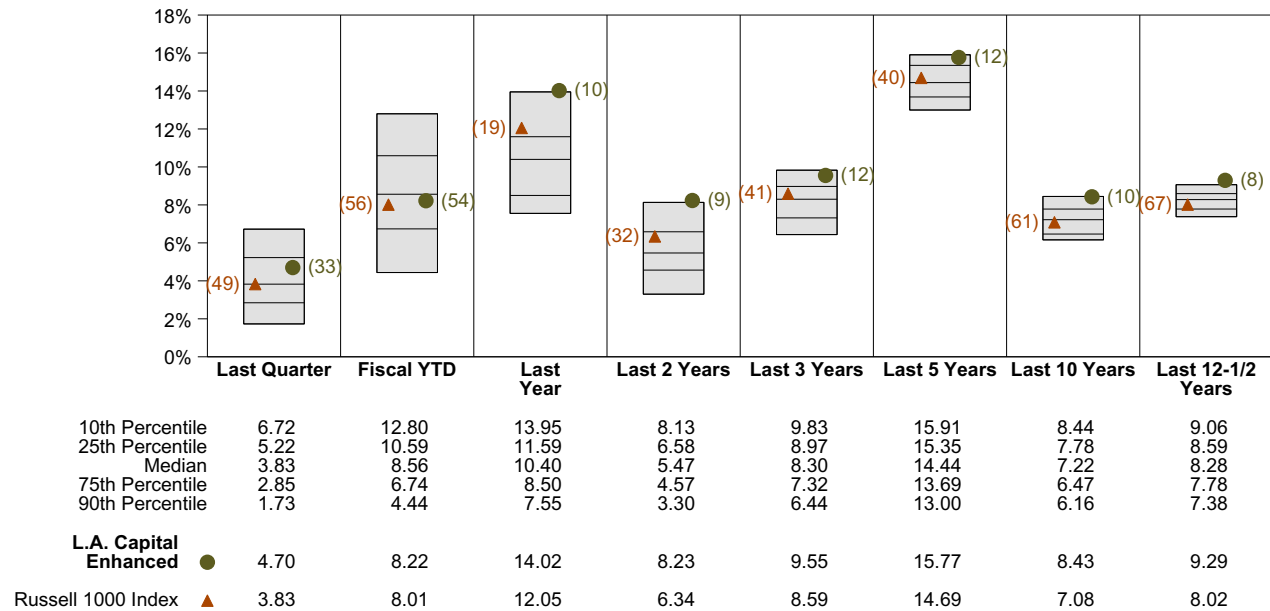 18%
16%
14%
12%
10%
8%
6%
4%
2%
0%
(49) (33)
(56) (54)
(19) (10)
(32) (9)
(41) (12)
(40) (12)
(61) (10)
(67) (8)
Last Quarter Fiscal YTD Last Last 2 Years Last 3 Years Last 5 Years Last 10 Years Last 12-1/2
Year Years
10th Percentile 6.72 12.80 13.95 8.13 9.83 15.91 8.44 9.06
25th Percentile 5.22 10.59 11.59 6.58 8.97 15.35 7.78 8.59
Median 3.83 8.56 10.40 5.47 8.30 14.44 7.22 8.28
75th Percentile 2.85 6.74 8.50 4.57 7.32 13.69 6.47 7.78
90th Percentile 1.73 4.44 7.55 3.30 6.44 13.00 6.16 7.38
L.A. Capital
Enhanced 4.70 8.22 14.02 8.23 9.55 15.77 8.43 9.29
Russell 1000 Index 3.83 8.01 12.05 6.34 8.59 14.69 7.08 8.02